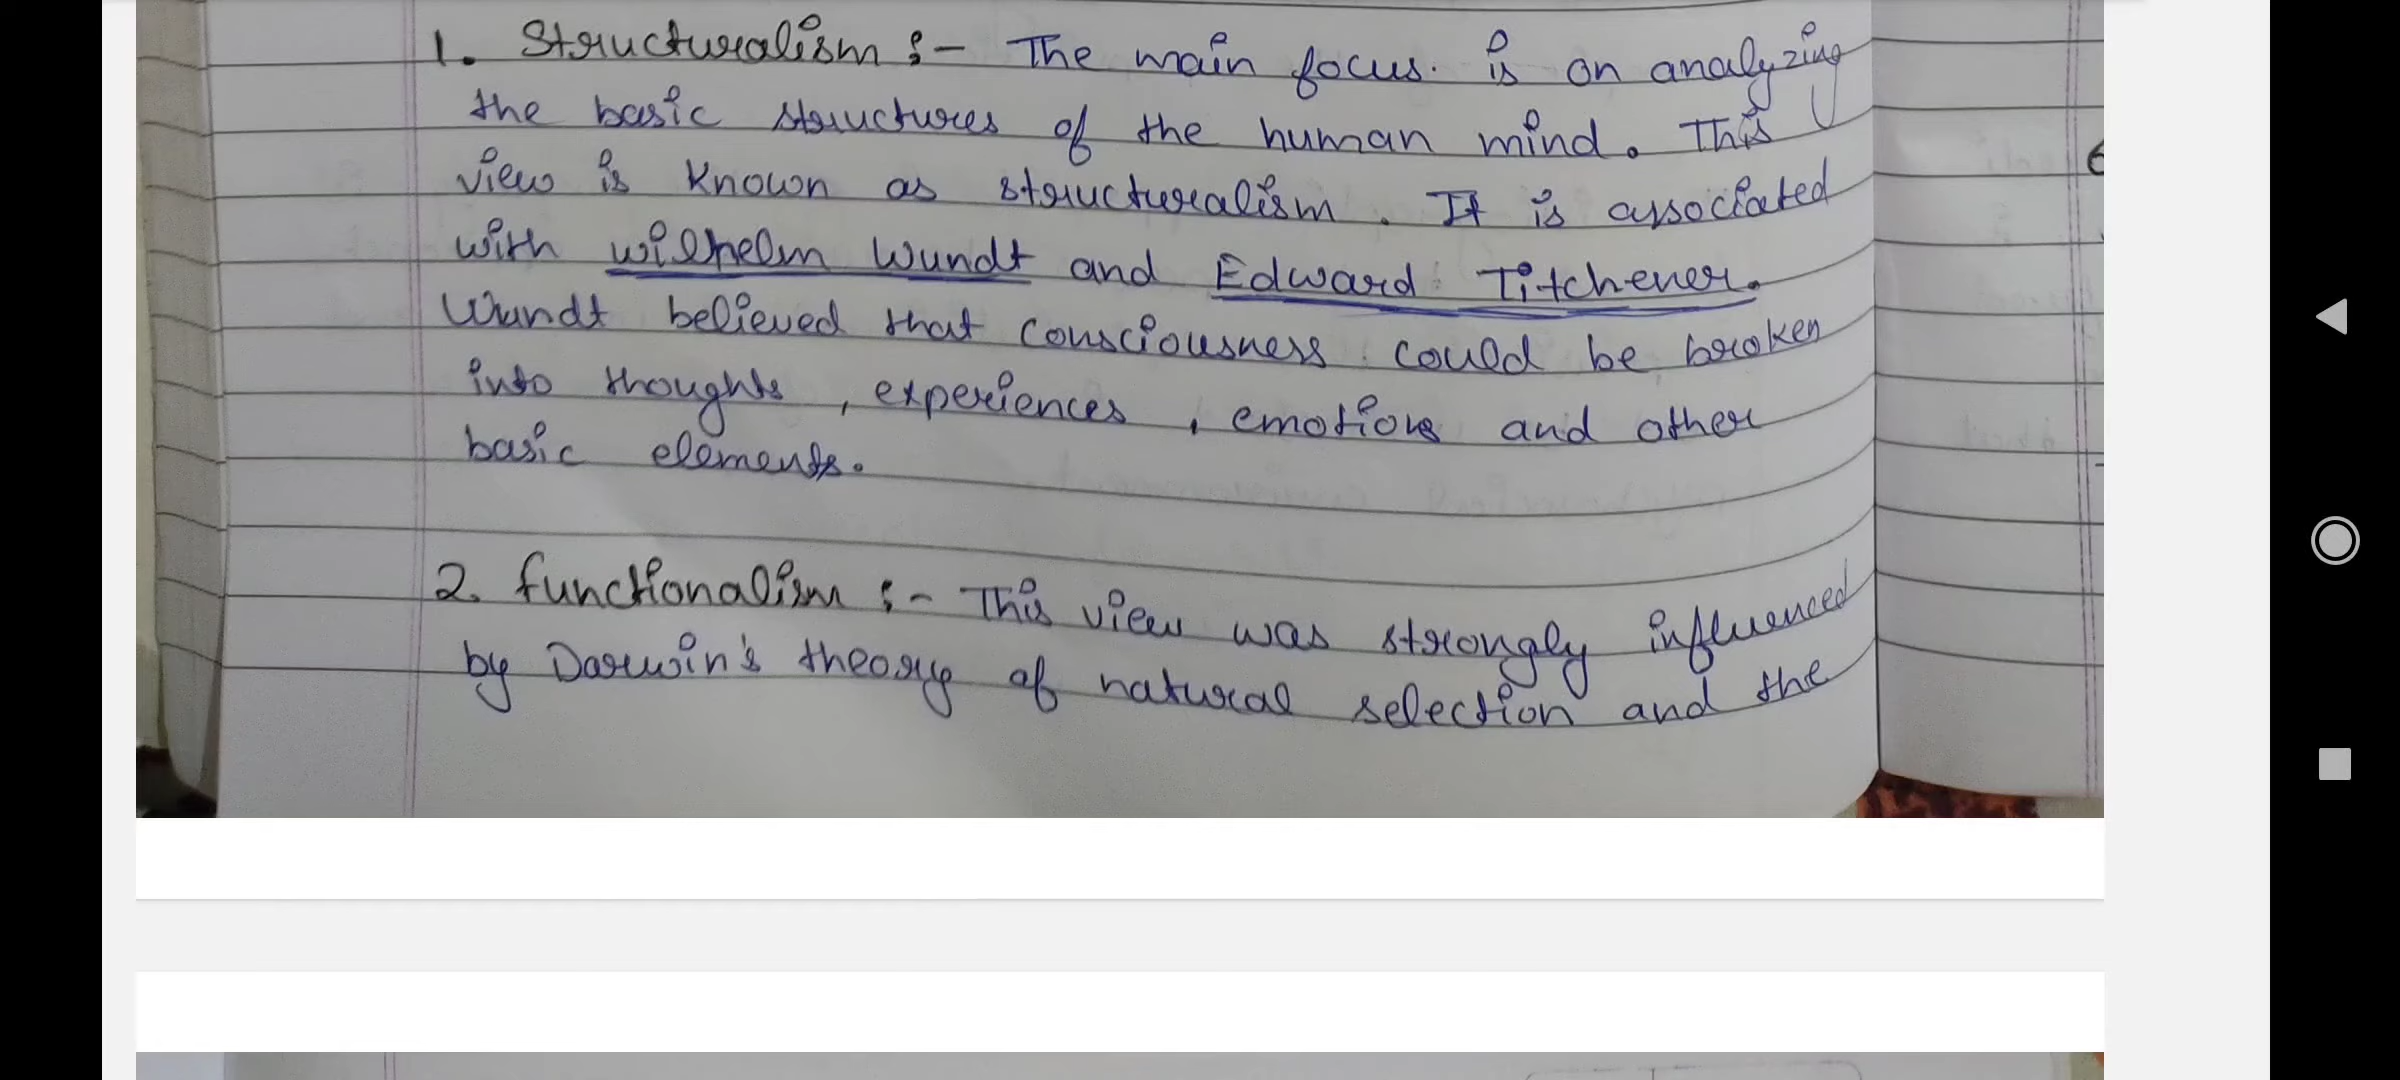 1. Structuralism :- The main focus. is on analyzing
the basic structures of the human mind. This
view is known as structuralism. It is associated
with wilhelm Wundt and Edward Titchener.
Wundt believed that consciousness could be broken
into thoughts, experiences, emotions and other
basic elements.
2. functionalism :- This view was strongly influenced
by Darwin's theory of natural selection and the
6